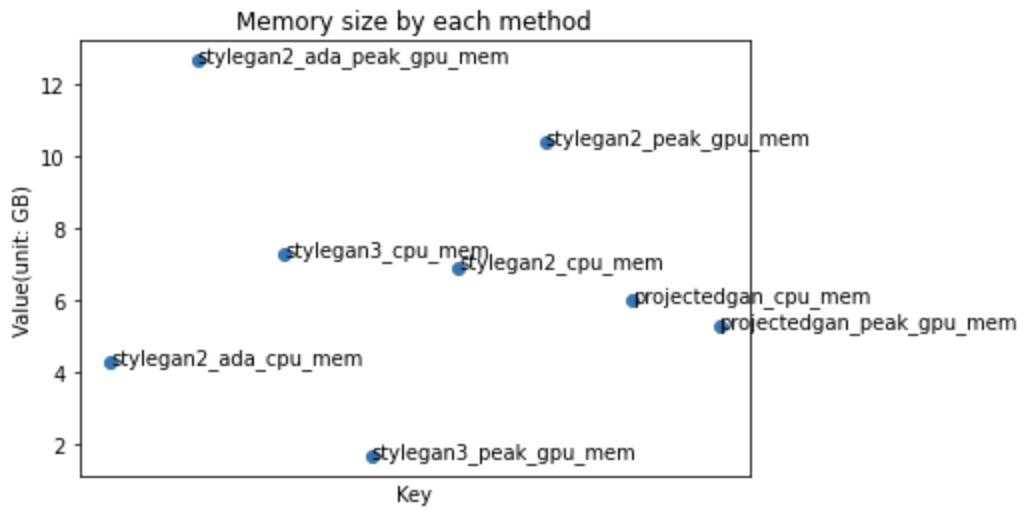 Memory size by each method
stylegan2_ada_peak_gpu_mem
12
stylegan2_peak_gpu_mem
10
8
stylegan3_cpu_mem
stylegan2_cpu_mem
Value(unit: GB)
6
projectedgan_cpu_mem
projectedgan_peak_gpu_mem
stylegan2_ada_cpu_mem
4
stylegan3_peak_gpu_mem
2
Key